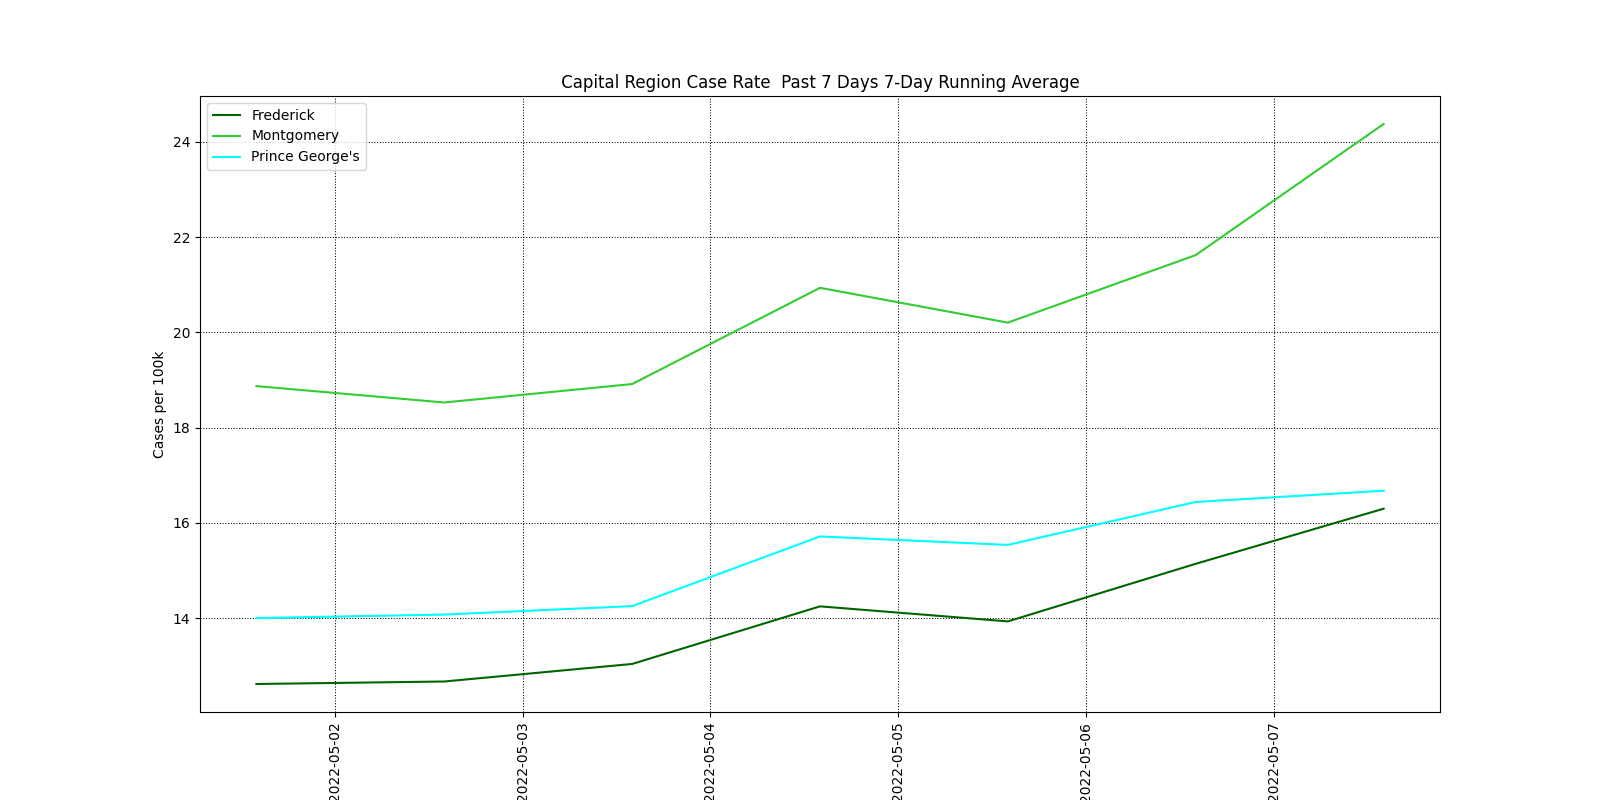 Capital Region Case Rate  Past 7 Days 7-Day Running Average
Frederick
Montgomery
Prince George's
24
22
20
18
16
14
Cases per 100k
2022-05-02
2022-05-03
2022-05-04
2022-05-05
2022-05-06
2022-05-07